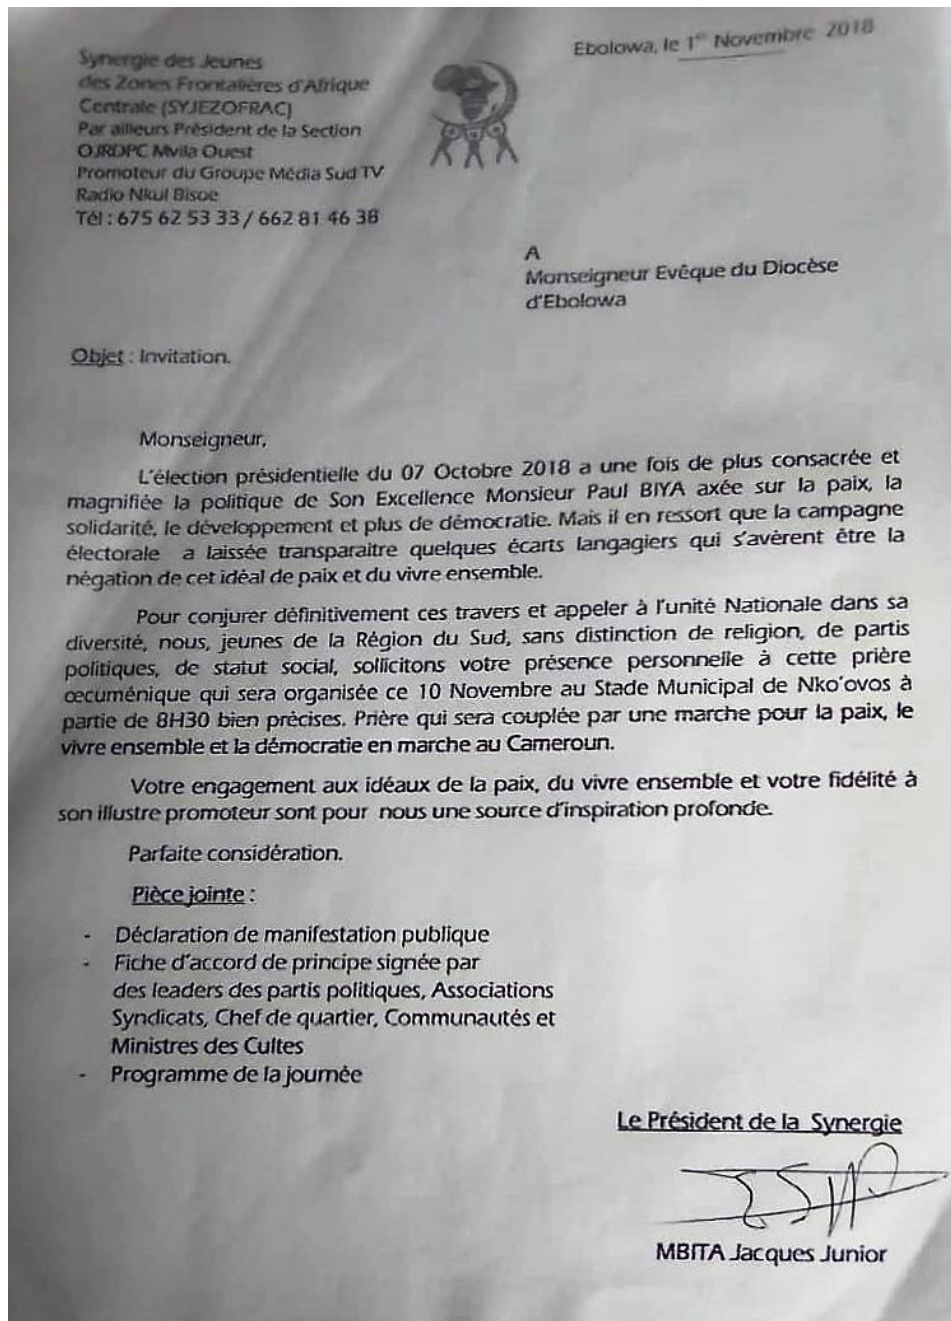 Synergie des Jeunes
des Zones Frontalières d'Afrique
Centrale (SYJEZOFRAC)
Par ailleurs Président de la Section
OJRDPC Mvila Ouest
Promoteur du Groupe Média Sud TV
Radio Nkul Bisoe
Tél : 675 62 53 33 / 662 81 46 38
Ebolowa, le 1er Novembre 2018
A
Monseigneur Evêque du Diocèse
d'Ebolowa
Objet : Invitation.
Monseigneur,
L'élection présidentielle du 07 Octobre 2018 a une fois de plus consacrée et
magnifiée la politique de Son Excellence Monsieur Paul BIYA axée sur la paix, la
solidarité, le développement et plus de démocratie. Mais il en ressort que la campagne
électorale a laissée transparaitre quelques écarts langagiers qui s'avèrent être la
négation de cet idéal de paix et du vivre ensemble.
Pour conjurer définitivement ces travers et appeler à l'unité Nationale dans sa
diversité, nous, jeunes de la Région du Sud, sans distinction de religion, de partis
politiques, de statut social, sollicitons votre présence personnelle à cette prière
œcuménique qui sera organisée ce 10 Novembre au Stade Municipal de Nko'ovos à
partie de 8H30 bien précises. Prière qui sera couplée par une marche pour la paix, le
vivre ensemble et la démocratie en marche au Cameroun.
Votre engagement aux idéaux de la paix, du vivre ensemble et votre fidélité à
son illustre promoteur sont pour nous une source d'inspiration profonde.
Parfaite considération.
Pièce jointe :
- Déclaration de manifestation publique
- Fiche d'accord de principe signée par
des leaders des partis politiques, Associations
Syndicats, Chef de quartier, Communautés et
Ministres des Cultes
- Programme de la journée
Le Président de la Synergie
MBITA Jacques Junior